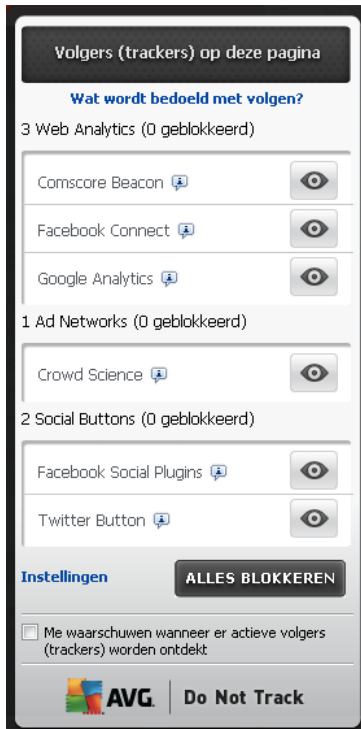 Volgers (trackers) op deze pagina
Wat wordt bedoeld met volgen?
3 Web Analytics (0 geblokkeerd)
Comscore Beacon
Facebook Connect
Google Analytics
1 Ad Networks (0 geblokkeerd)
Crowd Science
2 Social Buttons (0 geblokkeerd)
Facebook Social Plugins
Twitter Button
Instellingen
ALLES BLOKKEREN
Me waarschuwen wanneer er actieve volgers
(trackers) worden ontdekt
AVG. Do Not Track